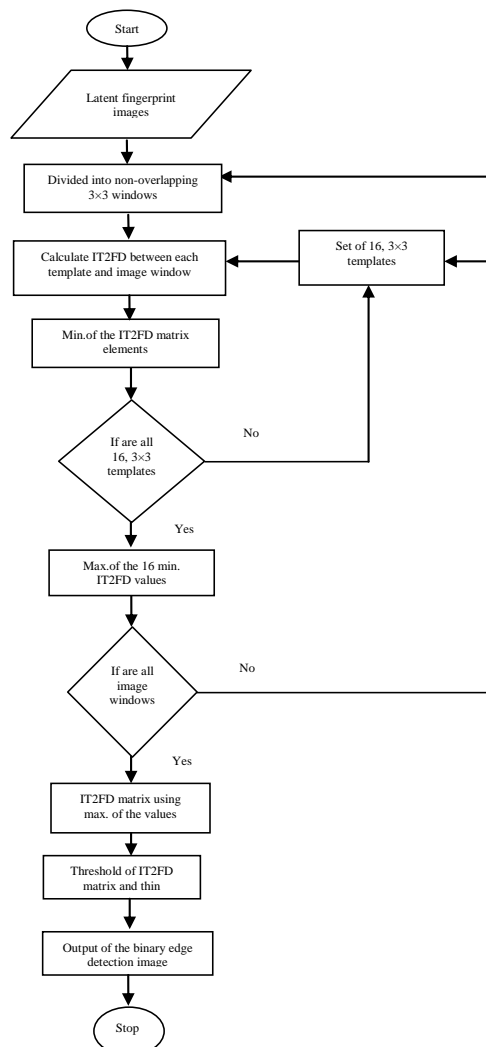 Start
Latent fingerprint
images
Divided into non-overlapping
3×3 windows
Calculate IT2FD between each
template and image window
Set of 16, 3×3
templates
Min.of the IT2FD matrix
elements
If are all
16, 3×3
templates
No
Yes
Max.of the 16 min.
IT2FD values
If are all
image
windows
No
Yes
IT2FD matrix using
max. of the values
Threshold of IT2FD
matrix and thin
Output of the binary edge
detection image
Stop